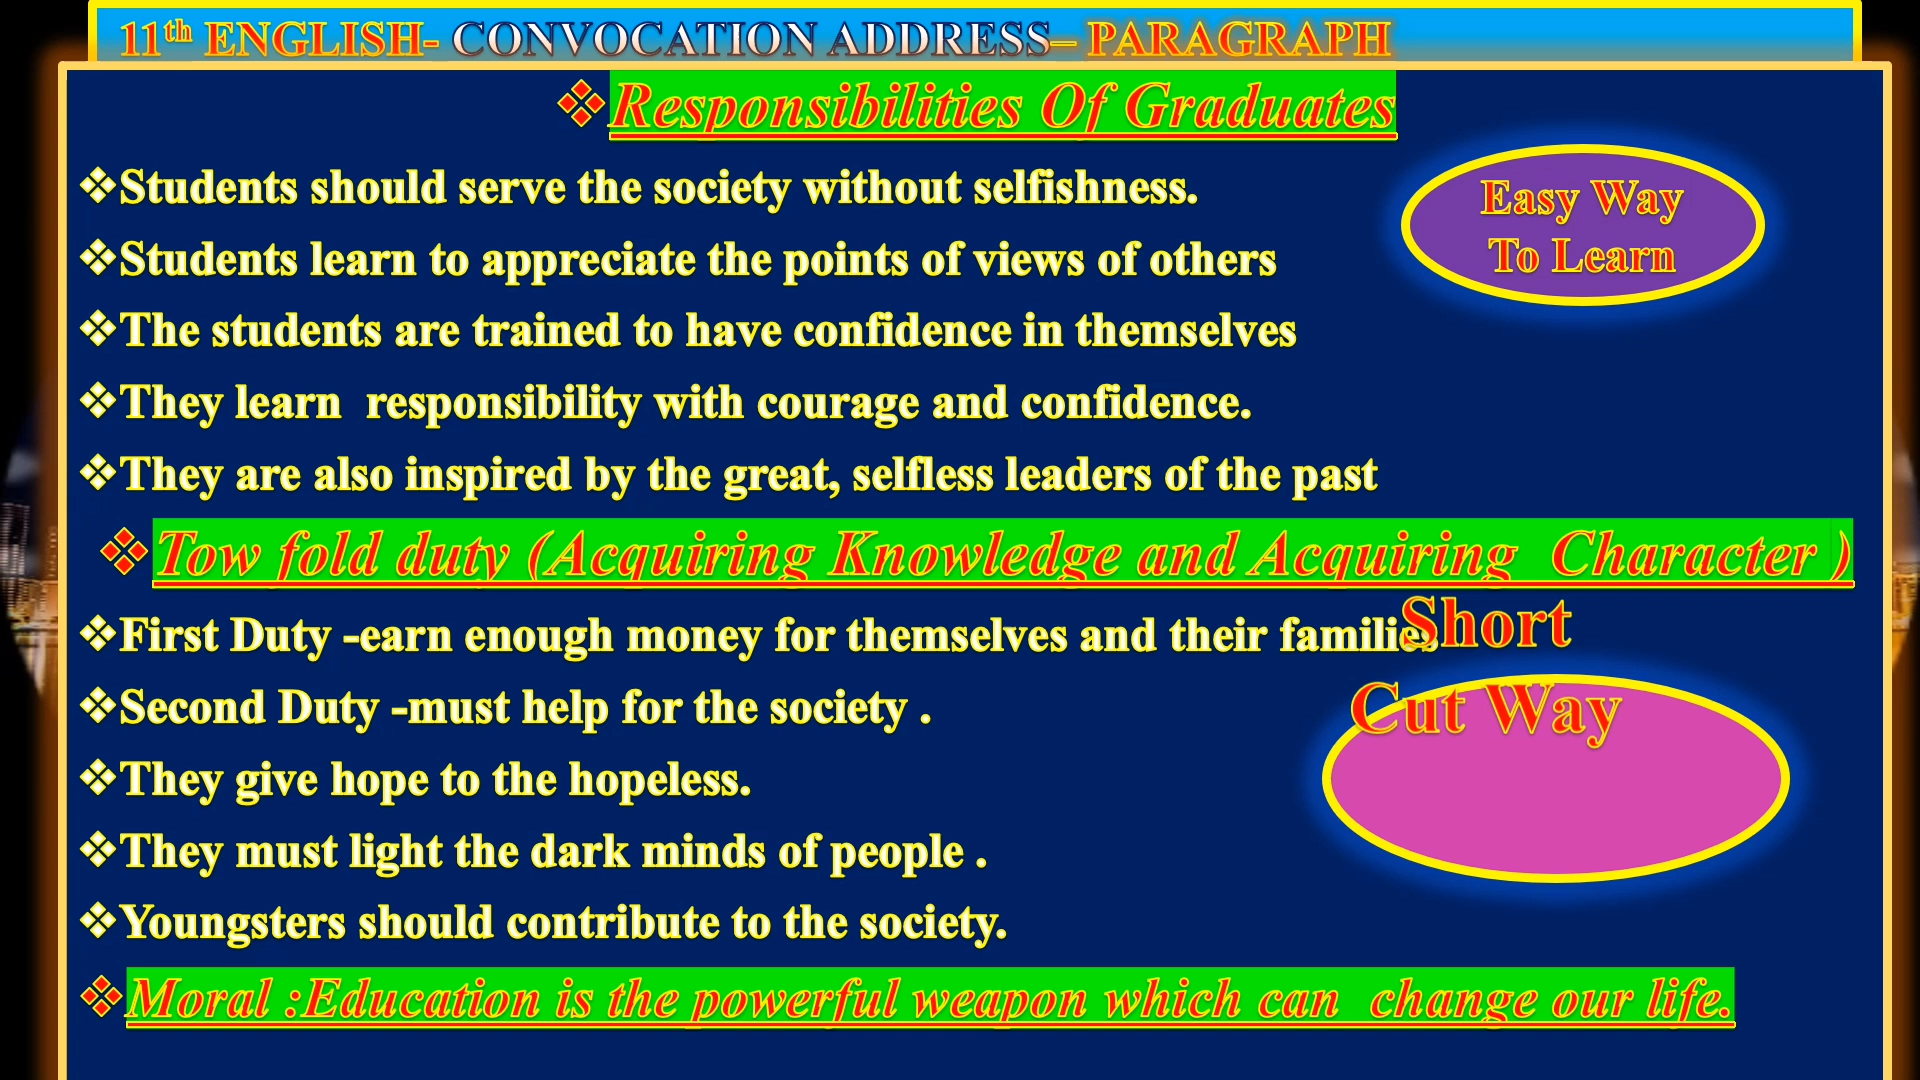 11th ENGLISH- CONVOCATION ADDRESS– PARAGRAPH
❖Responsibilities Of Graduates
❖Students should serve the society without selfishness.
Easy Way
To Learn
❖Students learn to appreciate the points of views of others
❖The students are trained to have confidence in themselves
❖They learn  responsibility with courage and confidence.
❖They are also inspired by the great, selfless leaders of the past
❖Tow fold duty (Acquiring Knowledge and Acquiring  Character )
❖First Duty -earn enough money for themselves and their families
Short
Cut Way
❖Second Duty -must help for the society .
❖They give hope to the hopeless.
❖They must light the dark minds of people .
❖Youngsters should contribute to the society.
❖Moral :Education is the powerful weapon which can  change our life.